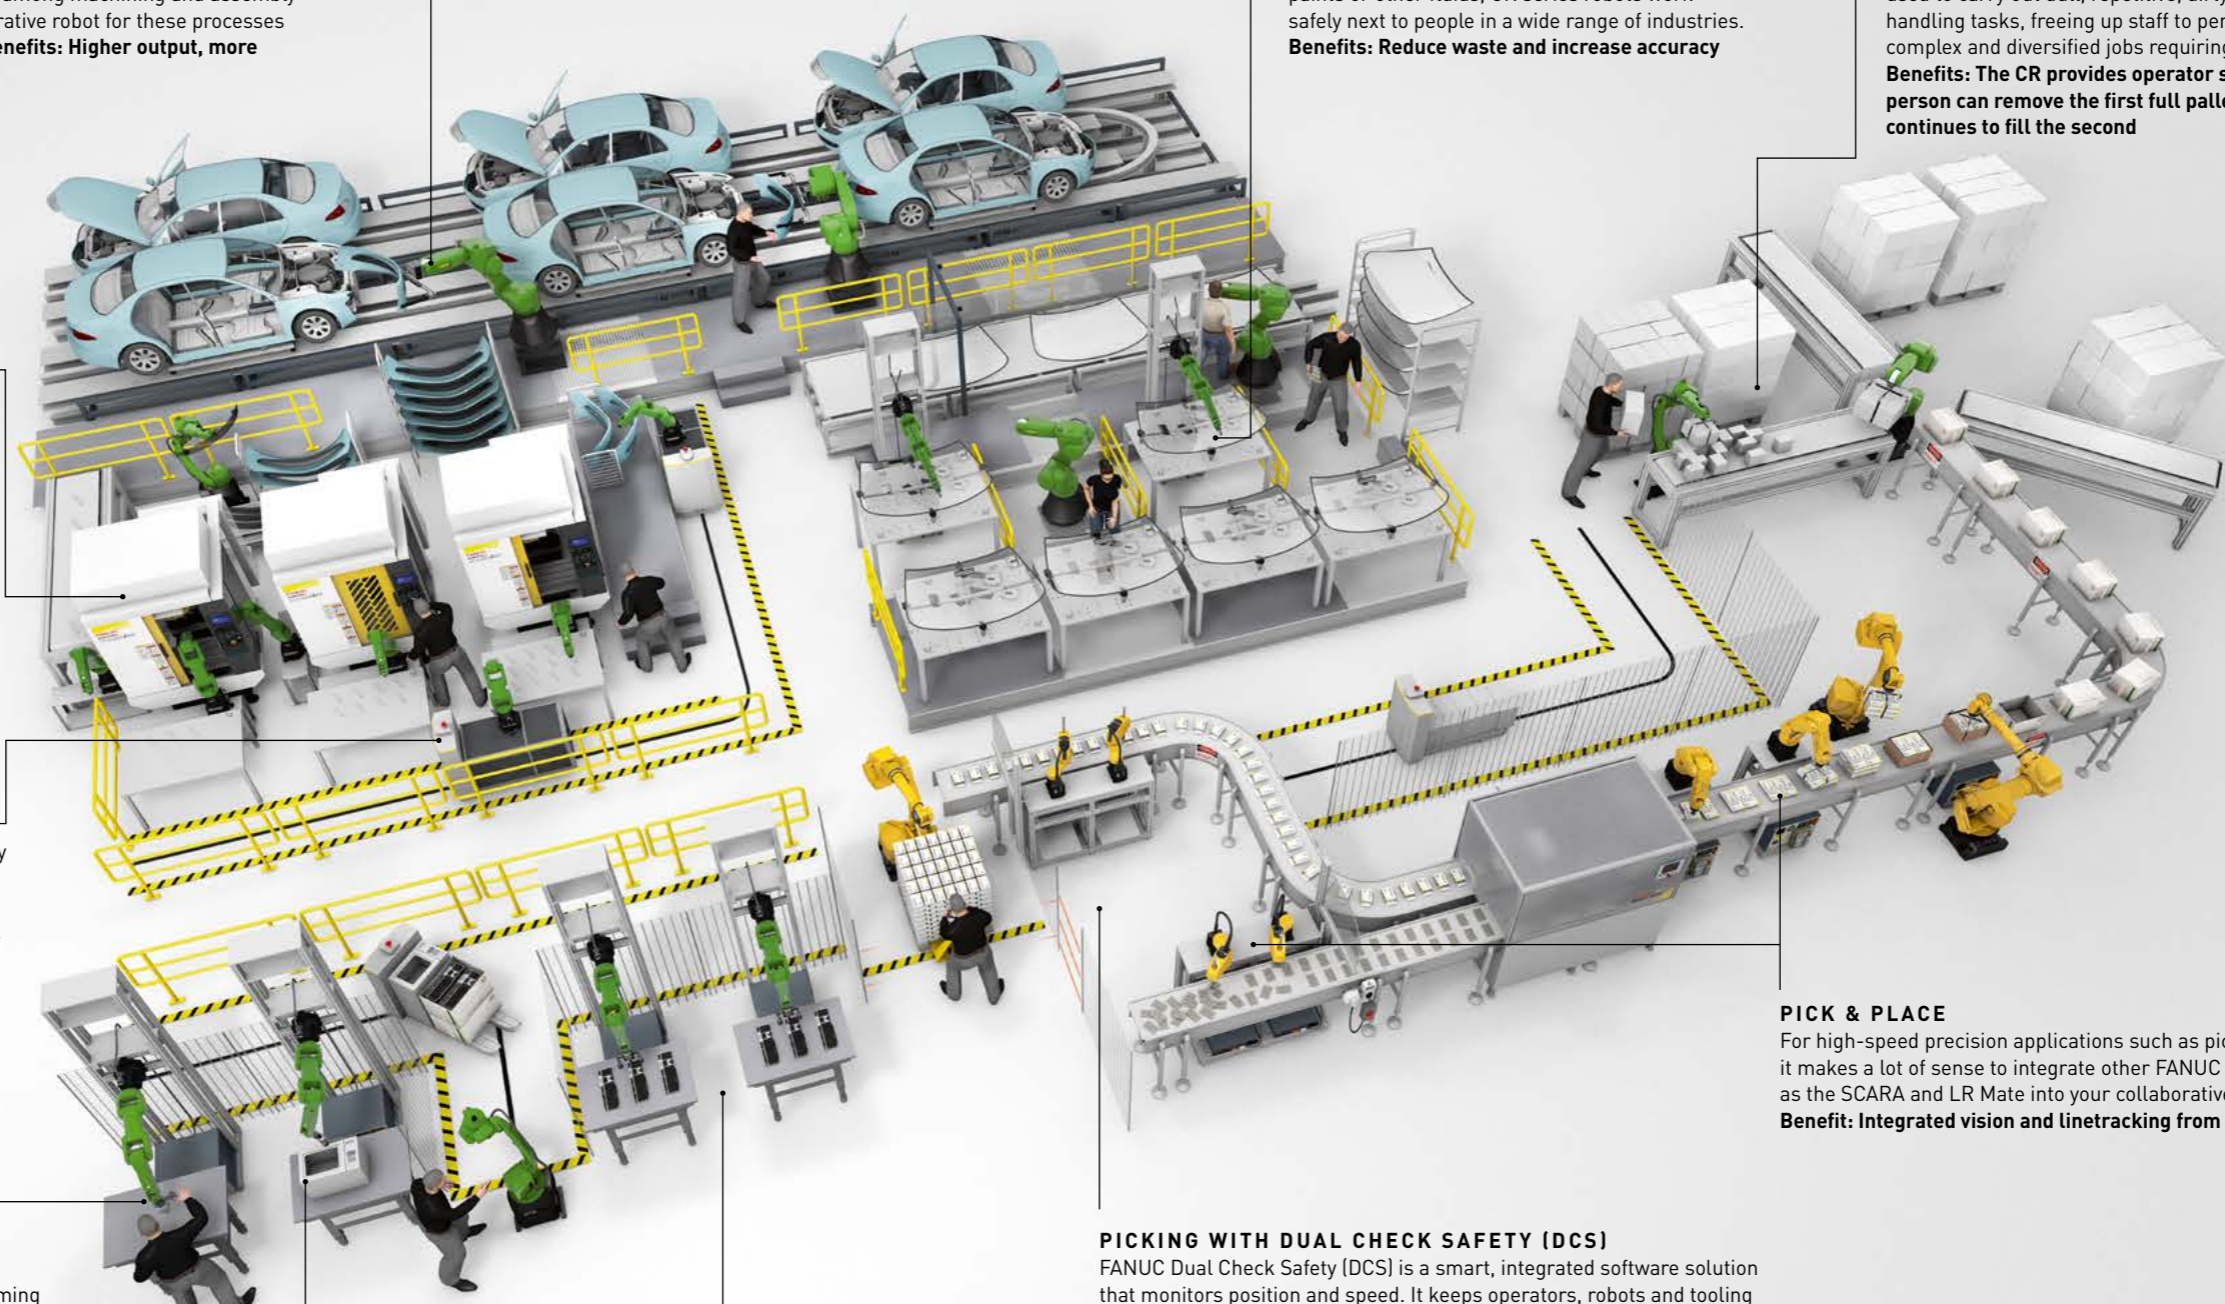 among machining and assembly
rative robot for these processes
enefits: Higher output, more
safely next to people in a wide range of industries.
Benefits: Reduce waste and increase accuracy
handling tasks, freeing up staff to per
complex and diversified jobs requiring
Benefits: The CR provides operator s
person can remove the first full palle
continues to fill the second
y
PICK & PLACE
For high-speed precision applications such as pic
it makes a lot of sense to integrate other FANUC
as the SCARA and LR Mate into your collaborative
Benefit: Integrated vision and linetracking from
PICKING WITH DUAL CHECK SAFETY (DCS)
FANUC Dual Check Safety (DCS) is a smart, integrated software solution
that monitors position and speed. It keeps operators, robots and tooling
ming